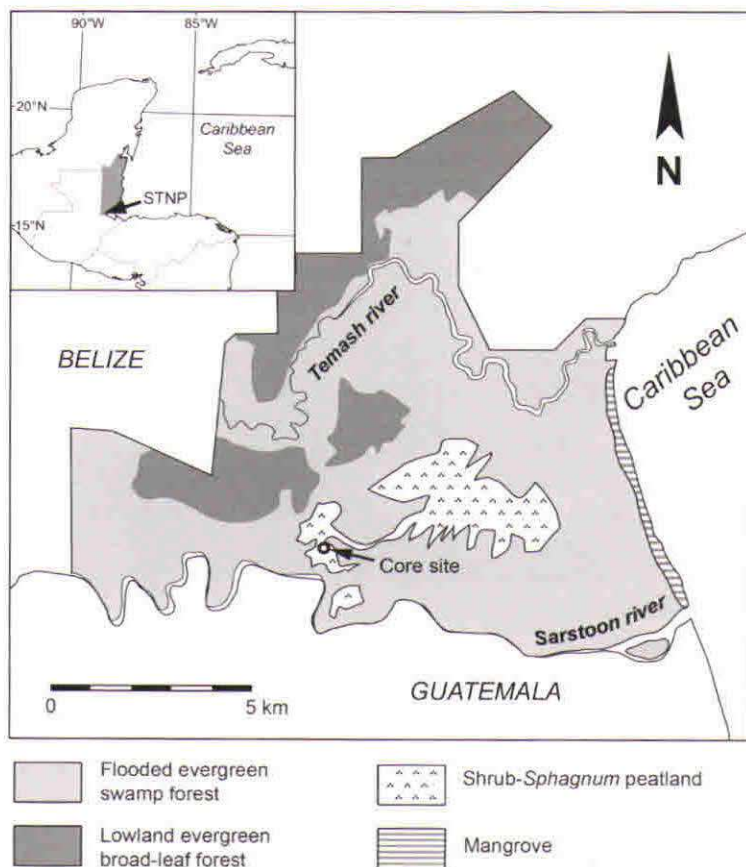 90°W
85°W
20°N
Caribbean
Sea
STNP
15°N
N
BELIZE
Temash river
Caribbean
Sea
Core site
Sarstoon river
0
5 km
GUATEMALA
Flooded evergreen
swamp forest
Shrub-Sphagnum peatland
Lowland evergreen
broad-leaf forest
Mangrove